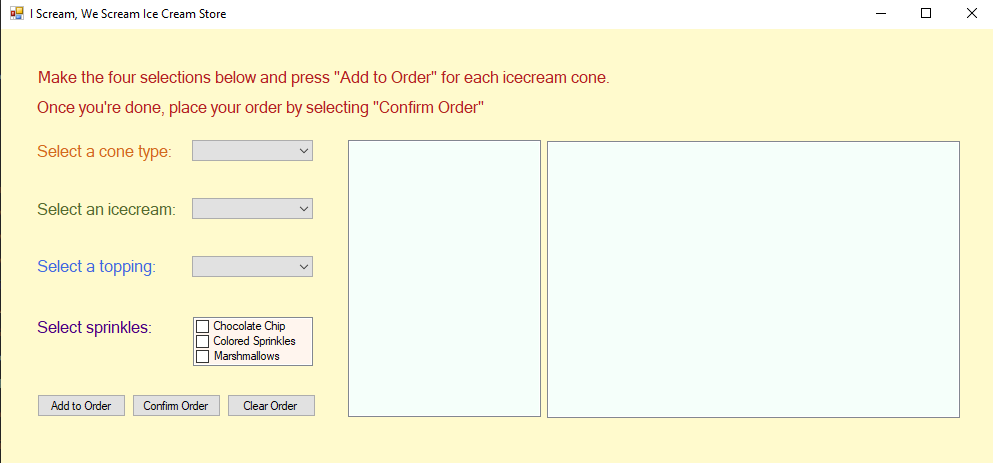 I Scream, We Scream Ice Cream Store
Make the four selections below and press "Add to Order" for each icecream cone.
Once you're done, place your order by selecting "Confirm Order"
Select a cone type:
Select an icecream:
Select a topping:
Select sprinkles:
Chocolate Chip
Colored Sprinkles
Marshmallows
Add to Order Confirm Order Clear Order